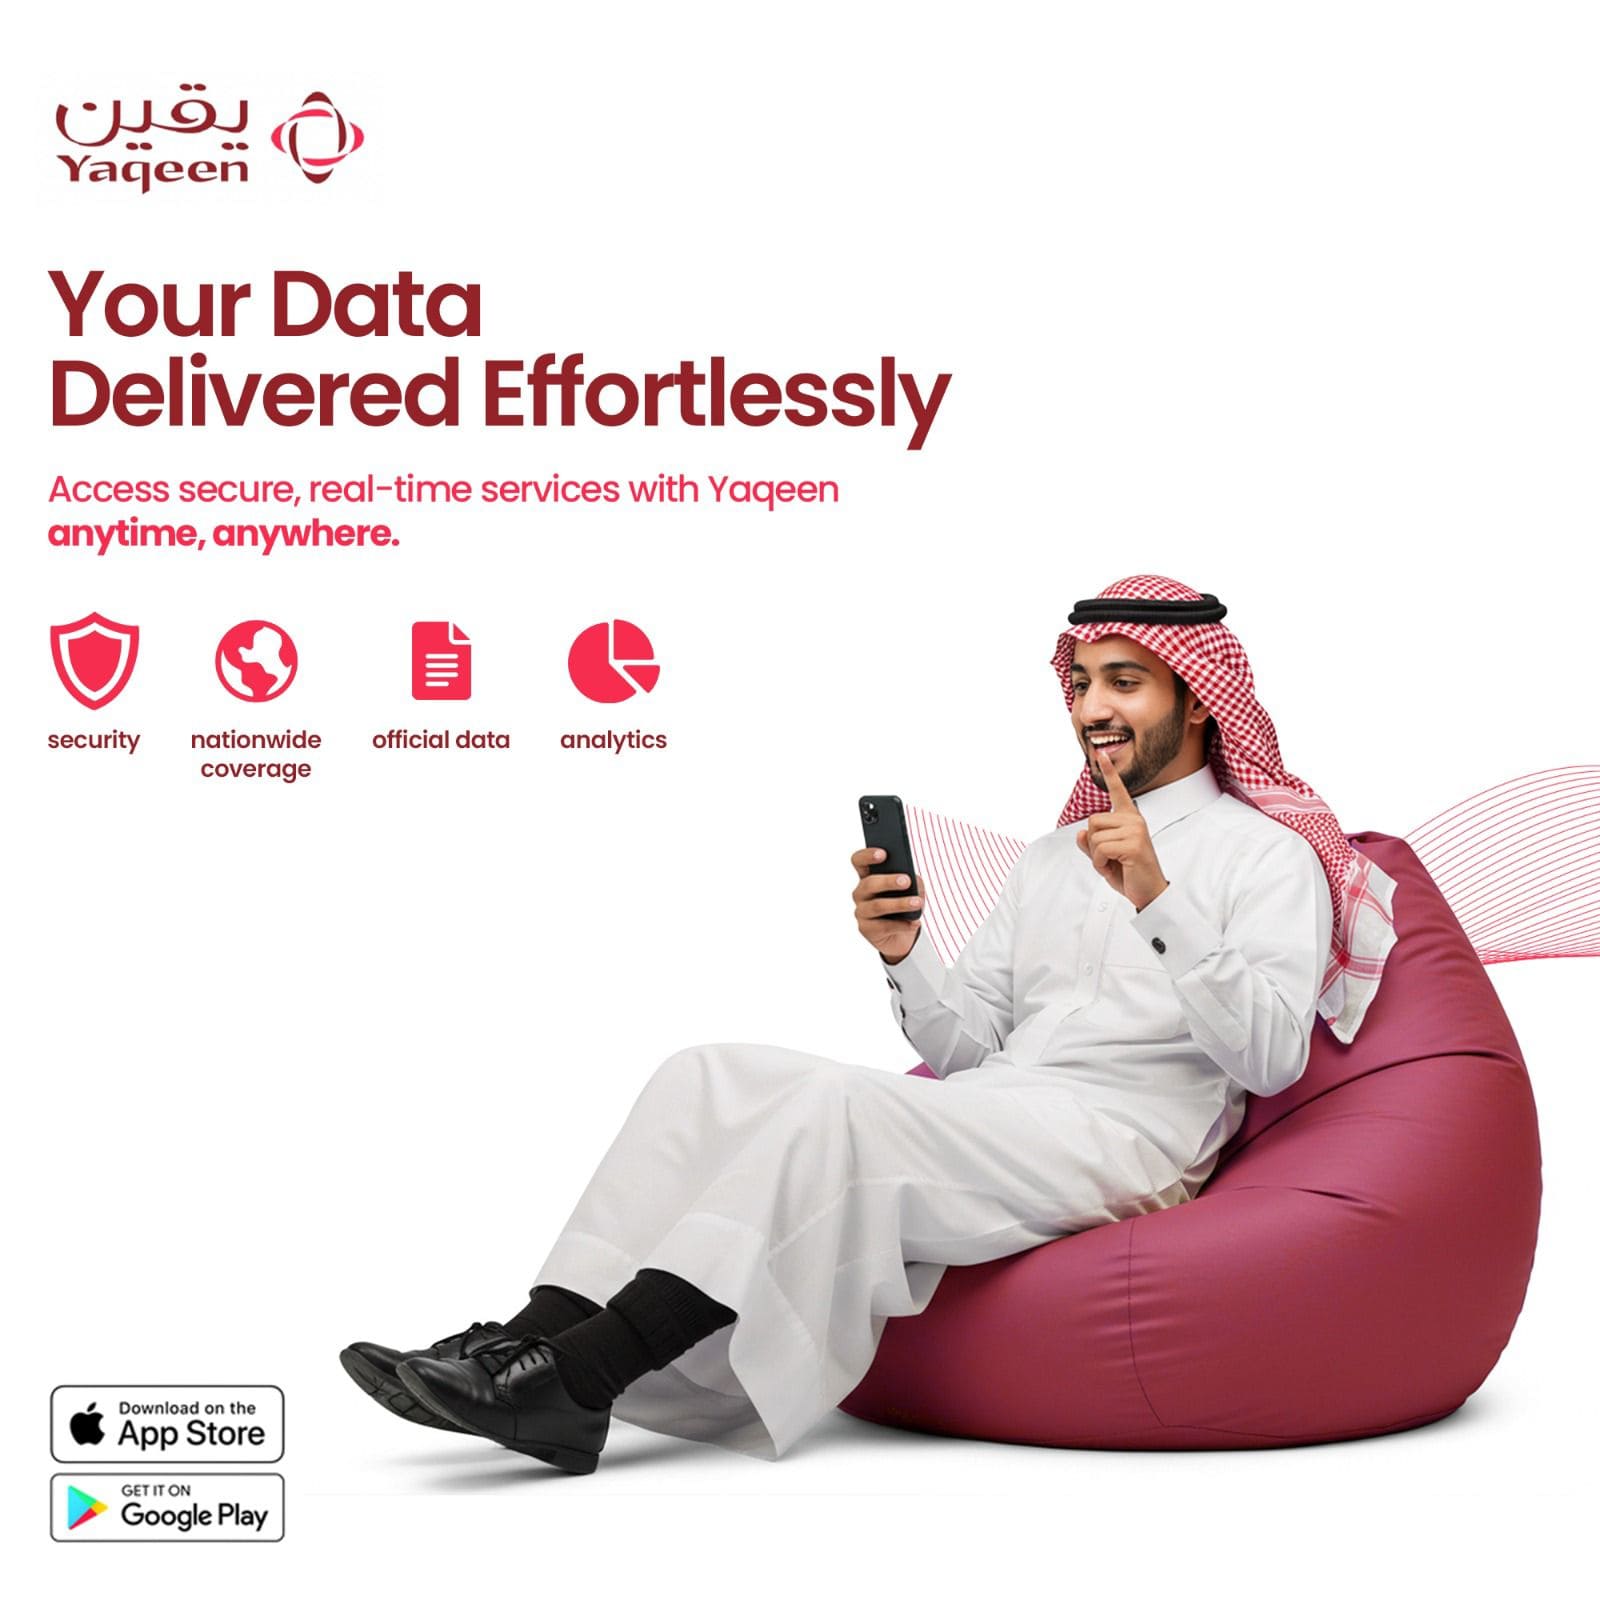 يقين
Yaqeen
Your Data
Delivered Effortlessly
Access secure, real-time services with Yaqeen
anytime, anywhere.
security
nationwide
coverage
official data
analytics
Download on the
App Store
GET IT ON
Google Play